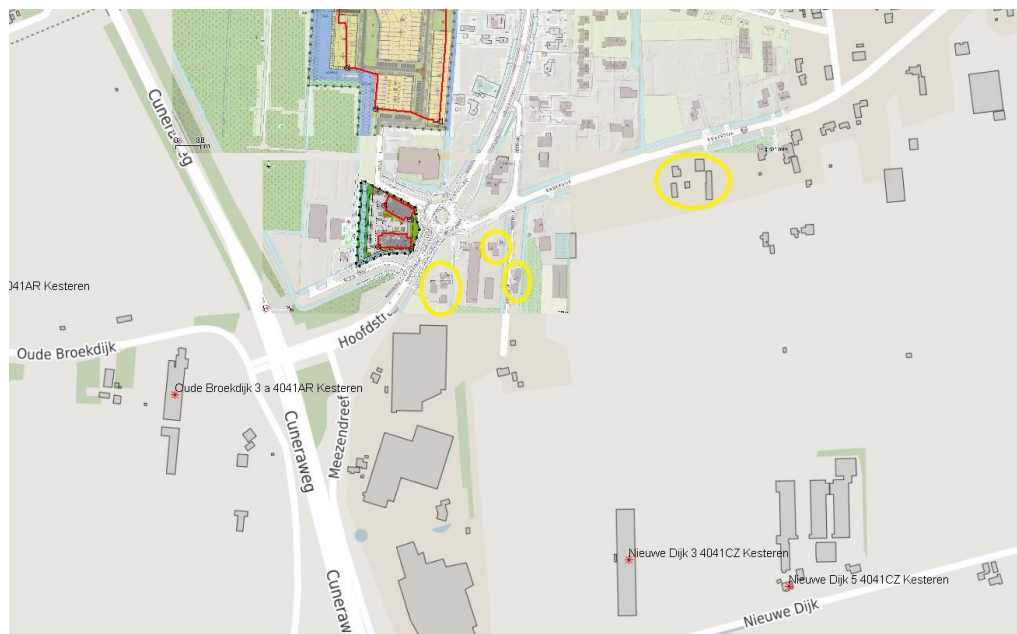 Cuneraweg
041AR Kesteren
Hoofdstr
Oude Broekdijk
Oude Broekdijk 3 a 4041AR Kesteren
Meezendreef
Cuneraweg
Nieuwe Dijk 3 4041CZ Kesteren
Nieuwe Dijk 5 4041CZ Kesteren
Cuneraw
Nieuwe Dijk